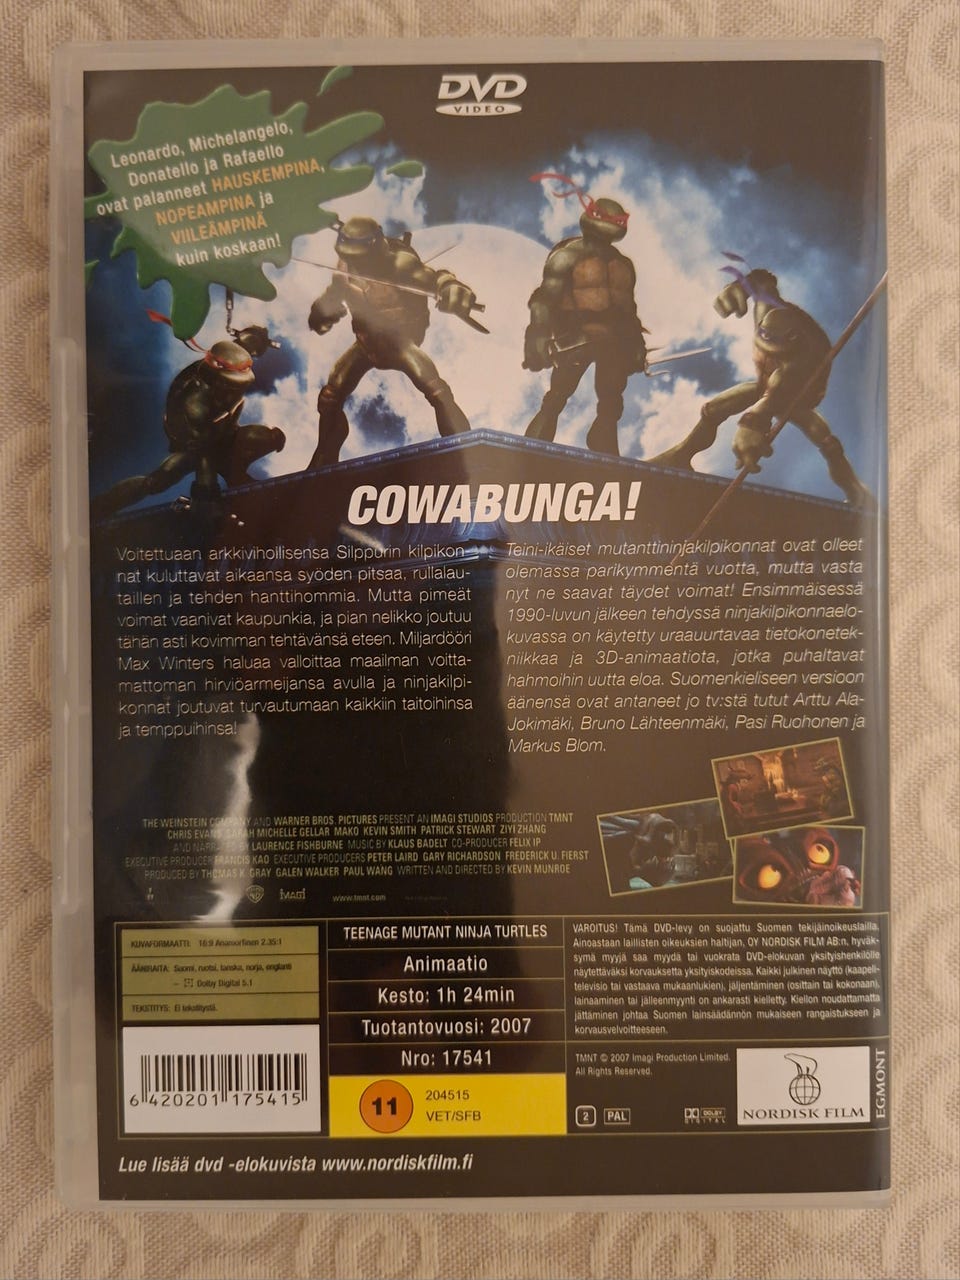 DVD
VIDEO
Leonardo, Michelangelo,
Donatello ja Rafaello
ovat palanneet HAUSKEMPINA,
NOPEAMPINA ja
VIILEÄMPINÄ
kuin koskaan!
COWABUNGA!
Voitettuaan arkkivihollisensa Silppurin kilpikon-
nat kuluttavat aikaansa syöden pitsaa, rullalau-
taillen ja tehden hanttihommia. Mutta pimeät
voimat vaanivat kaupunkia, ja pian nelikko joutuu
tähän asti kovimman tehtävänsä eteen. Miljardööri
Max Winters haluaa valloittaa maailman voitta-
mattoman hirviöarmeijansa avulla ja ninjakilpi-
konnat joutuvat turvautumaan kaikkiin taitoihinsa
ja temppuihinsa!
Teini-ikäiset mutanttininjakilpikonnat ovat olleet
olemassa parikymmentä vuotta, mutta vasta
nyt ne saavat täydet voimat! Ensimmäisessä
1990-luvun jälkeen tehdyssä ninjakilpikonnaelo-
kuvassa on käytetty uraauurtavaa tietokonetek-
niikkaa ja 3D-animaatiota, jotka puhaltavat
hahmoihin uutta eloa. Suomenkieliseen versioon
äänensä ovat antaneet jo tv:stä tutut Arttu Ala-
Jokimäki, Bruno Lähteenmäki, Pasi Ruohonen ja
Markus Blom.
THE WEINSTEIN COMPANY AND WARNER BROS. PICTURES PRESENT AN IMAGI STUDIOS PRODUCTION TMNT
CHRIS EVANS SARAH MICHELLE GELLAR MAKO KEVIN SMITH PATRICK STEWART ZIYI ZHANG
AND NARRATED BY LAURENCE FISHBURNE MUSIC BY KLAUS BADELT CO-PRODUCER FELIX IP
EXECUTIVE PRODUCER FRANCIS KAO EXECUTIVE PRODUCERS PETER LAIRD GARY RICHARDSON FREDERICK U. FIERST
PRODUCED BY THOMAS K. GRAY GALEN WALKER PAUL WANG WRITTEN AND DIRECTED BY KEVIN MUNROE
IMAGI
www.tmnt.com
KUVAFORMAATTI: 16:9 Anamorfinen 2.35:1
ÄÄNIRAITA: Suomi, ruotsi, tanska, norja, englanti
– Dolby Digital 5.1
TEKSTITYS: Ei tekstitystä.
6 420201 175415
TEENAGE MUTANT NINJA TURTLES
Animaatio
Kesto: 1h 24min
Tuotantovuosi: 2007
Nro: 17541
11
204515
VET/SFB
VAROITUS! Tämä DVD-levy on suojattu Suomen tekijäinoikeuslailla.
Ainoastaan laillisten oikeuksien haltijan, OY NORDISK FILM AB:n, hyväk-
symä myyjä saa myydä tai vuokrata DVD-elokuvan yksityishenkilölle
näytettäväksi korvauksetta yksityiskodeissa. Kaikki julkinen näyttö (kaapeli-
televisio tai vastaava mukaanlukien), jäljentäminen (osittain tai kokonaan),
lainaaminen tai jälleenmyynti on ankarasti kielletty. Kiellon noudattamatta
jättäminen johtaa Suomen lainsäädännön mukaiseen rangaistukseen ja
korvausvelvoitteeseen.
TMNT © 2007 Imagi Production Limited.
All Rights Reserved.
2 PAL
DOLBY
DIGITAL
NORDISK FILM
EGMONT
Lue lisää dvd -elokuvista www.nordiskfilm.fi